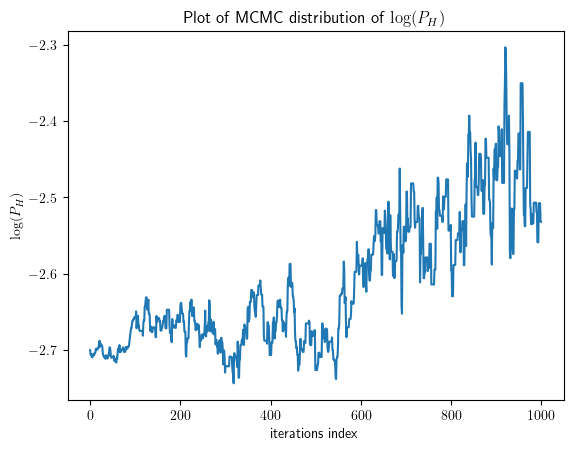 Plot of MCMC distribution of log(P_H)
−2.3
−2.4
−2.5
−2.6
−2.7
log(P_H)
0 200 400 600 800 1000
iterations index